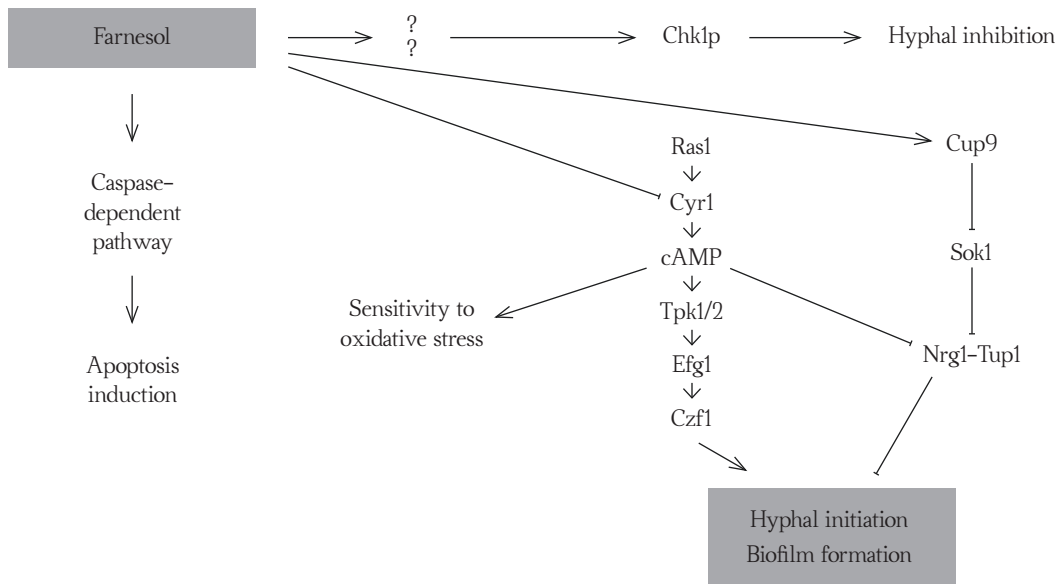 Farnesol
?
?
Chk1p
Hyphal inhibition
Caspase-
dependent
pathway
Apoptosis
induction
Ras1
Cyr1
cAMP
Tpk1/2
Efg1
Czf1
Sensitivity to
oxidative stress
Cup9
Sok1
Nrg1-Tup1
Hyphal initiation
Biofilm formation